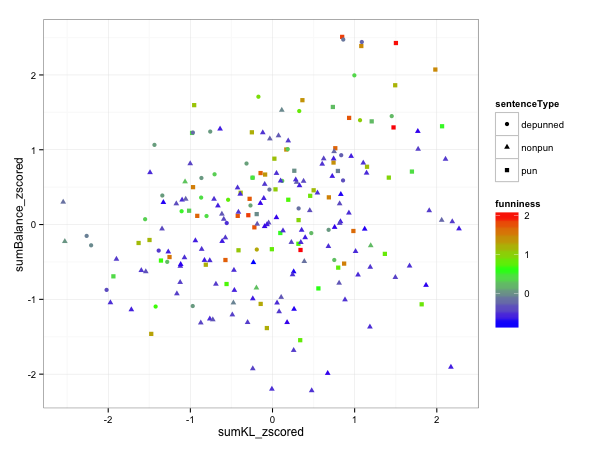 2
1
0
-1
-2
-2
-1
0
1
2
sumBalance_zscored
sumKL_zscored
sentenceType
depunned
nonpun
pun
funniness
2
1
0